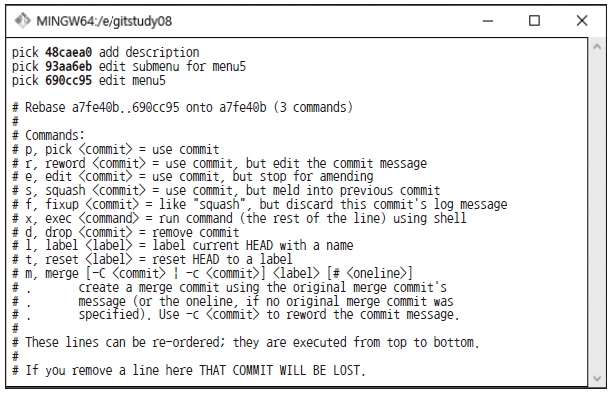 MINGW64:/e/gitstudy08
pick 48caea0 add description
pick 93aa6eb edit submenu for menu5
pick 690cc95 edit menu5
# Rebase a7fe40b..690cc95 onto a7fe40b (3 commands)
#
# Commands:
# p, pick <commit> = use commit
# r, reword <commit> = use commit, but edit the commit message
# e, edit <commit> = use commit, but stop for amending
# s, squash <commit> = use commit, but meld into previous commit
# f, fixup <commit> = like "squash", but discard this commit's log message
# x, exec <command> = run command (the rest of the line) using shell
# d, drop <commit> = remove commit
# l, label <label> = label current HEAD with a name
# t, reset <label> = reset HEAD to a label
# m, merge [-C <commit> | -c <commit>] <label> [# <oneline>]
# .       create a merge commit using the original merge commit's
# .       message (or the oneline, if no original merge commit was
# .       specified). Use -c <commit> to reword the commit message.
#
# These lines can be re-ordered; they are executed from top to bottom.
#
# If you remove a line here THAT COMMIT WILL BE LOST.